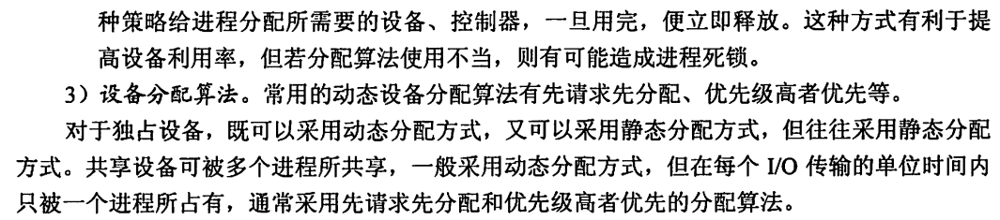 种策略给进程分配所需要的设备、控制器，一旦用完，便立即释放。这种方式有利于提
高设备利用率，但若分配算法使用不当，则有可能造成进程死锁。
3）设备分配算法。常用的动态设备分配算法有先请求先分配、优先级高者优先等。
对于独占设备，既可以采用动态分配方式，又可以采用静态分配方式，但往往采用静态分配
方式。共享设备可被多个进程所共享，一般采用动态分配方式，但在每个 I/O 传输的单位时间内
只被一个进程所占有，通常采用先请求先分配和优先级高者优先的分配算法。